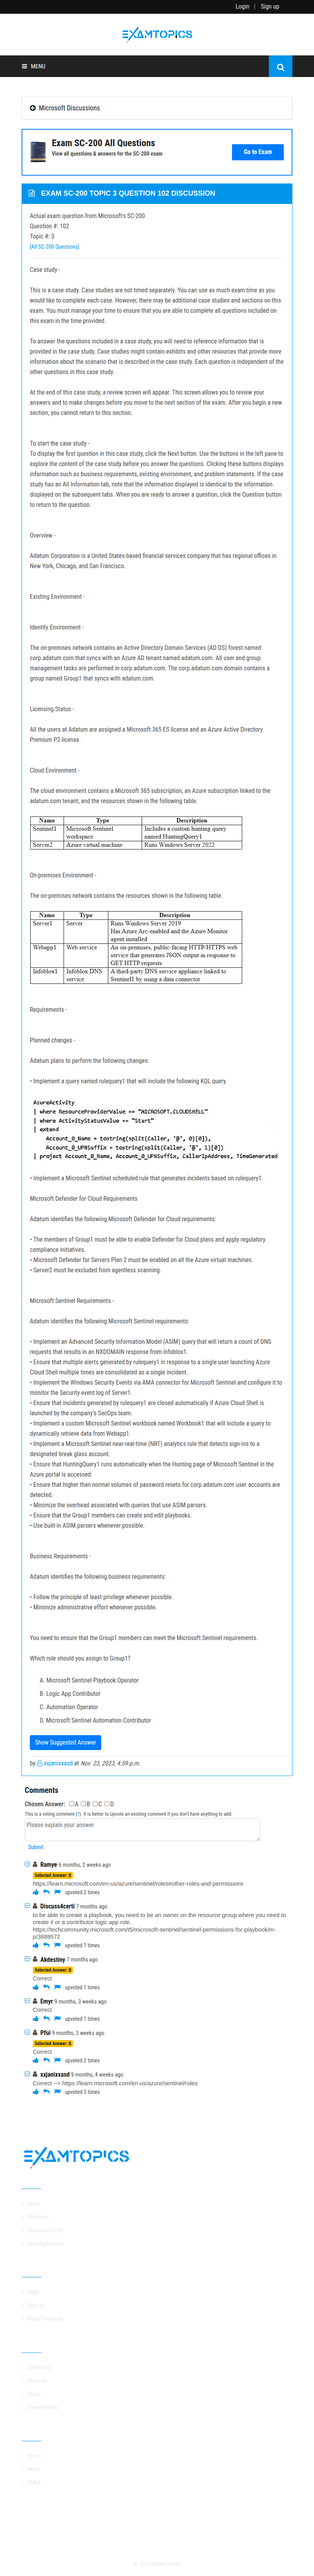 Login | Sign up
EXAMTOPICS
MENU
Microsoft Discussions
Exam SC-200 All Questions
View all questions & answers for the SC-200 exam
Go to Exam
EXAM SC-200 TOPIC 3 QUESTION 102 DISCUSSION
Actual exam question from Microsoft's SC-200
Question #: 102
Topic #: 3
[All SC-200 Questions]
Case study -
This is a case study. Case studies are not timed separately. You can use as much exam time as you
would like to complete each case. However, there may be additional case studies and sections on this
exam. You must manage your time to ensure that you are able to complete all questions included on
this exam in the time provided.
To answer the questions included in a case study, you will need to reference information that is
provided in the case study. Case studies might contain exhibits and other resources that provide more
information about the scenario that is described in the case study. Each question is independent of the
other questions in this case study.
At the end of this case study, a review screen will appear. This screen allows you to review your
answers and to make changes before you move to the next section of the exam. After you begin a new
section, you cannot return to this section.
To start the case study -
To display the first question in this case study, click the Next button. Use the buttons in the left pane to
explore the content of the case study before you answer the questions. Clicking these buttons displays
information such as business requirements, existing environment, and problem statements. If the case
study has an All Information tab, note that the information displayed is identical to the information
displayed on the subsequent tabs. When you are ready to answer a question, click the Question button
to return to the question.
Overview -
Adatum Corporation is a United States-based financial services company that has regional offices in
New York, Chicago, and San Francisco.
Existing Environment -
Identity Environment -
The on-premises network contains an Active Directory Domain Services (AD DS) forest named
corp.adatum.com that syncs with an Azure AD tenant named adatum.com. All user and group
management tasks are performed in corp.adatum.com. The corp.adatum.com domain contains a
group named Group1 that syncs with adatum.com.
Licensing Status -
All the users at Adatum are assigned a Microsoft 365 ES license and an Azure Active Directory
Premium P2 license.
Cloud Environment -
The cloud environment contains a Microsoft 365 subscription, an Azure subscription linked to the
adatum.com tenant, and the resources shown in the following table.
Name Type Description
Sentinel1 Microsoft Sentinel workspace Includes a custom hunting query named HuntingQuery1
Server2 Azure virtual machine Runs Windows Server 2022
On-premises Environment -
The on-premises network contains the resources shown in the following table.
Name Type Description
Server1 Server Runs Windows Server 2019 Has Azure Arc-enabled and the Azure Monitor agent installed
Webapp1 Web service An on-premises, public-facing HTTP/HTTPS web service that generates JSON output in response to GET HTTP requests
Infoblox1 Infoblox DNS service A third-party DNS service appliance linked to Sentinel1 by using a data connector
Requirements -
Planned changes -
Adatum plans to perform the following changes:
• Implement a query named rulequery1 that will include the following KQL query.
AzureActivity
| where ResourceProviderValue == "MICROSOFT.CLOUDSHELL"
| where ActivityStatusValue == "Start"
| extend
Account_0_Name = tostring(split(Caller, '@', 0)[0]),
Account_0_UPNSuffix = tostring(split(Caller, '@', 1)[0])
| project Account_0_Name, Account_0_UPNSuffix, CallerIpAddress, TimeGenerated
• Implement a Microsoft Sentinel scheduled rule that generates incidents based on rulequery1.
Microsoft Defender for Cloud Requirements
Adatum identifies the following Microsoft Defender for Cloud requirements:
• The members of Group1 must be able to enable Defender for Cloud plans and apply regulatory
compliance initiatives.
• Microsoft Defender for Servers Plan 2 must be enabled on all the Azure virtual machines.
• Server2 must be excluded from agentless scanning.
Microsoft Sentinel Requirements -
Adatum identifies the following Microsoft Sentinel requirements:
• Implement an Advanced Security Information Model (ASIM) query that will return a count of DNS
requests that results in an NXDOMAIN response from Infoblox1.
• Ensure that multiple alerts generated by rulequery1 in response to a single user launching Azure
Cloud Shell multiple times are consolidated as a single incident.
• Implement the Windows Security Events via AMA connector for Microsoft Sentinel and configure it to
monitor the Security event log of Server1.
• Ensure that incidents generated by rulequery1 are closed automatically if Azure Cloud Shell is
launched by the company's SecOps team.
• Implement a custom Microsoft Sentinel workbook named Workbook1 that will include a query to
dynamically retrieve data from Webapp1.
• Implement a Microsoft Sentinel near-real-time (NRT) analytics rule that detects sign-ins to a
designated break glass account.
• Ensure that HuntingQuery1 runs automatically when the Hunting page of Microsoft Sentinel in the
Azure portal is accessed.
• Ensure that higher than normal volumes of password resets for corp.adatum.com user accounts are
detected.
• Minimize the overhead associated with queries that use ASIM parsers.
• Ensure that the Group1 members can create and edit playbooks.
• Use built-in ASIM parsers whenever possible.
Business Requirements -
Adatum identifies the following business requirements:
• Follow the principle of least privilege whenever possible.
• Minimize administrative effort whenever possible.
You need to ensure that the Group1 members can meet the Microsoft Sentinel requirements.
Which role should you assign to Group1?
A. Microsoft Sentinel Playbook Operator
B. Logic App Contributor
C. Automation Operator
D. Microsoft Sentinel Automation Contributor
Show Suggested Answer
by xxjanixxasd at Nov. 23, 2023, 4:59 p.m.
Comments
Chosen Answer: A B C D
This is a voting comment (?). It is better to Upvote an existing comment if you don't have anything to add.
Please explain your answer
Submit
Ramye 6 months, 2 weeks ago
Selected Answer: B
https://learn.microsoft.com/en-us/azure/sentinel/roles#other-roles-and-permissions
upvoted 2 times
Discuss4certi 7 months ago
to be able to create a playbook, you need to be an owner on the resource group where you need to
create it or a contributor logic app role.
https://techcommunity.microsoft.com/t5/microsoft-sentinel/sentinel-permissions-for-playbook/m-
p/3888572
upvoted 1 times
Akdestiny 7 months ago
Selected Answer: B
Correct
upvoted 1 times
Emyr 9 months, 3 weeks ago
Correct
upvoted 1 times
Pful 9 months, 3 weeks ago
Selected Answer: B
Correct
upvoted 2 times
xxjanixxasd 9 months, 4 weeks ago
Correct --> https://learn.microsoft.com/en-us/azure/sentinel/roles
upvoted 3 times
EXAMTOPICS